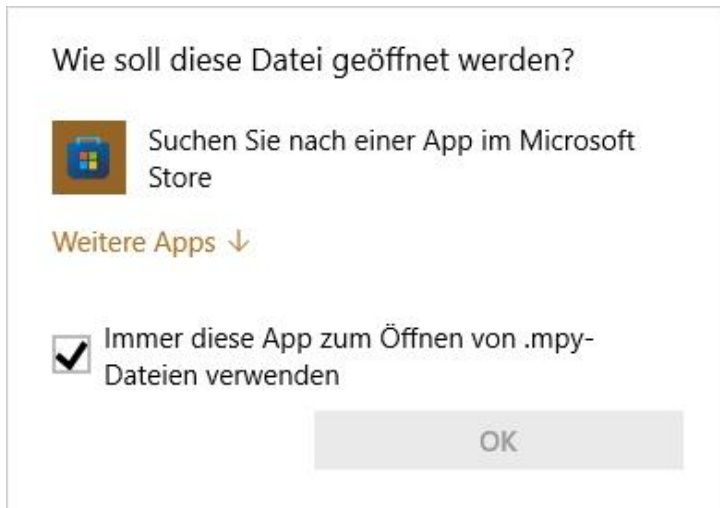 Wie soll diese Datei geöffnet werden?
Suchen Sie nach einer App im Microsoft
Store
Weitere Apps ↓
Immer diese App zum Öffnen von .mpy-
Dateien verwenden
OK